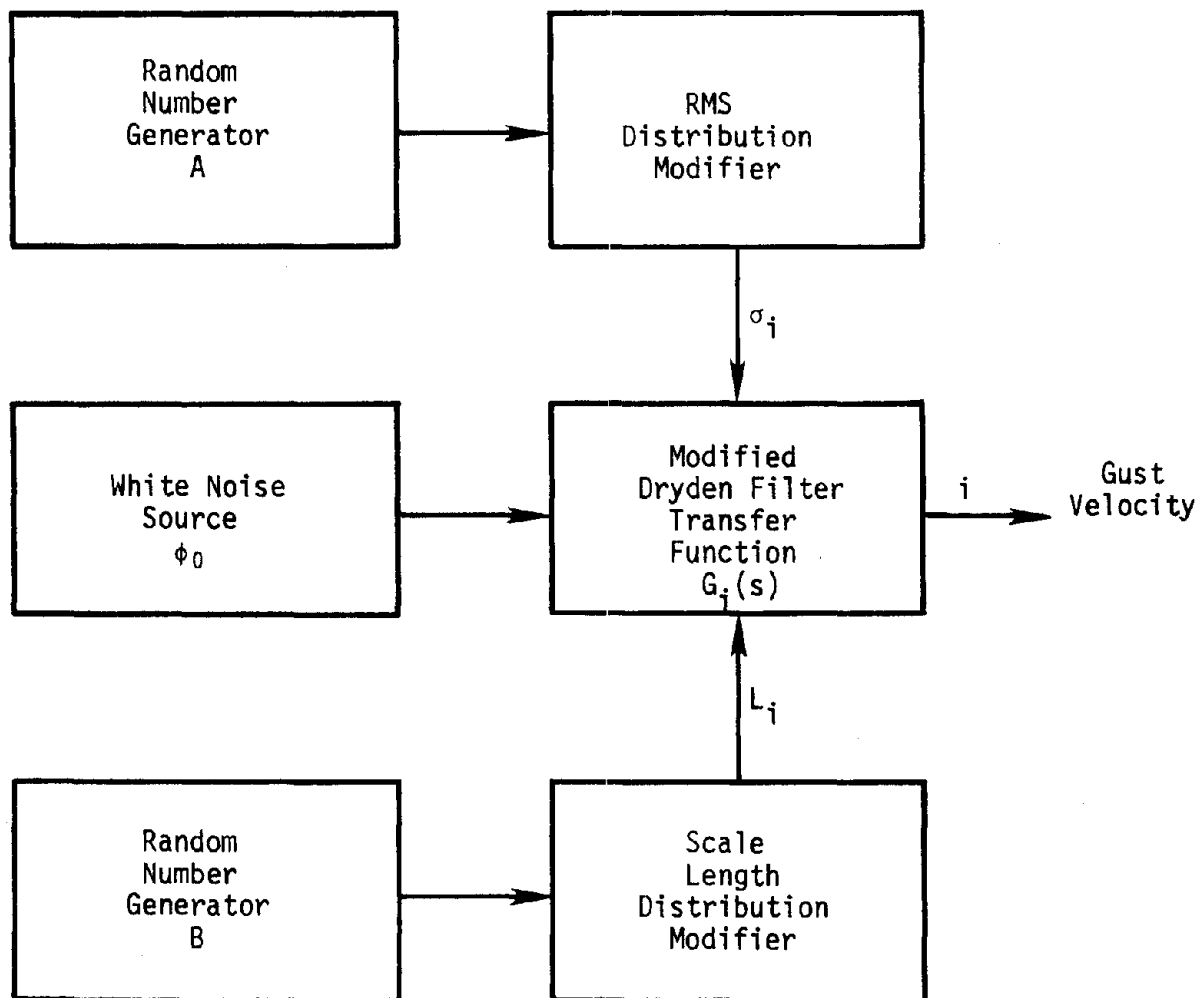 Random
Number
Generator
A
RMS
Distribution
Modifier
σi
White Noise
Source
ϕ0
Modified
Dryden Filter
Transfer
Function
Gi(s)
i
Gust
Velocity
Li
Random
Number
Generator
B
Scale
Length
Distribution
Modifier